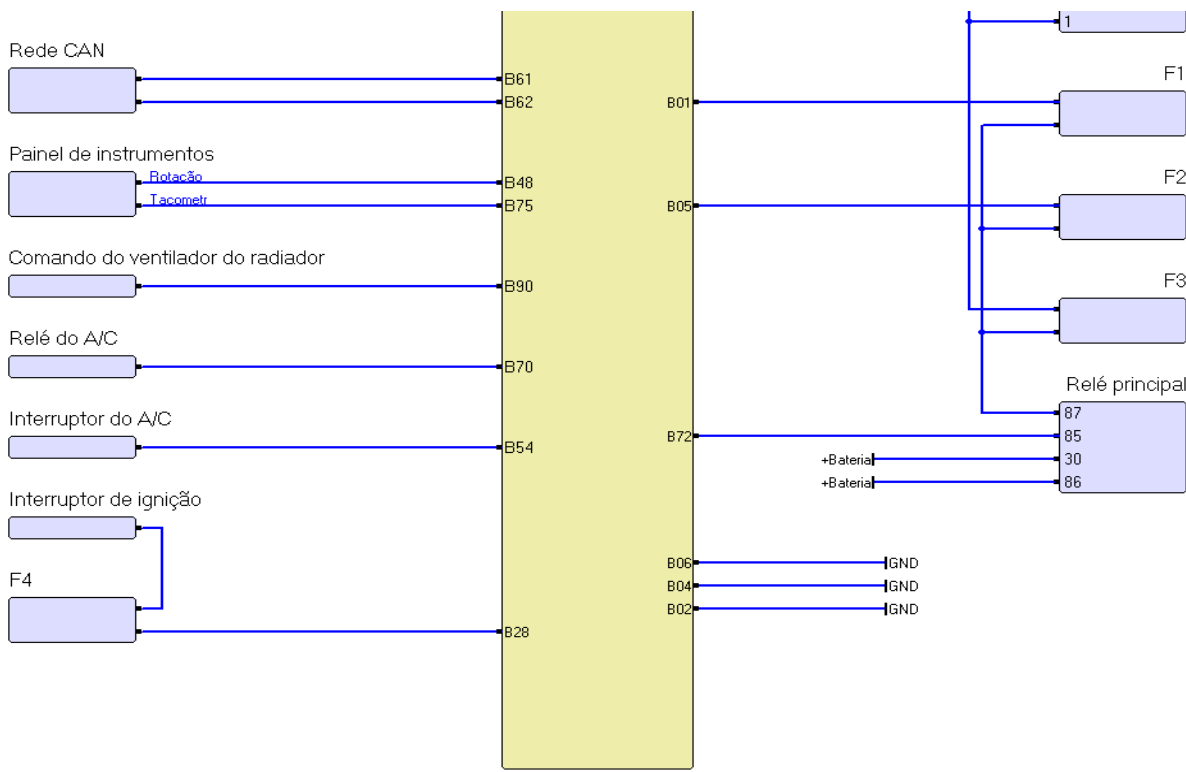 Rede CAN
B61
B62
Painel de instrumentos
Rotacão
B48
Tacometr
B75
Comando do ventilador do radiador
B90
Relé do A/C
B70
Interruptor do A/C
B54
Interruptor de ignição
F4
B28
B01
B05
B72
B06
GND
B04
GND
B02
GND
1
F1
F2
F3
Relé principal
87
85
+Bateria
30
+Bateria
86